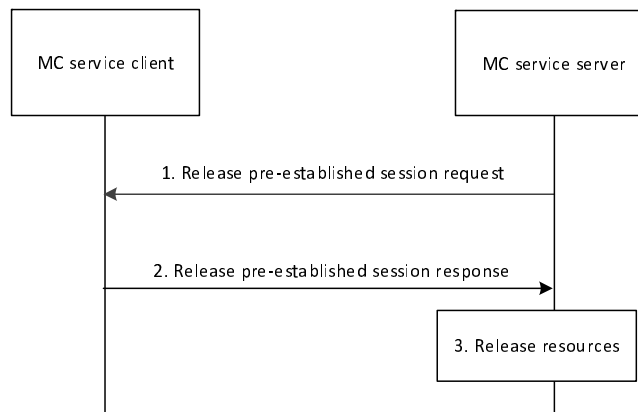 MC service client
MC service server
1. Release pre-established session request
2. Release pre-established session response
3. Release resources